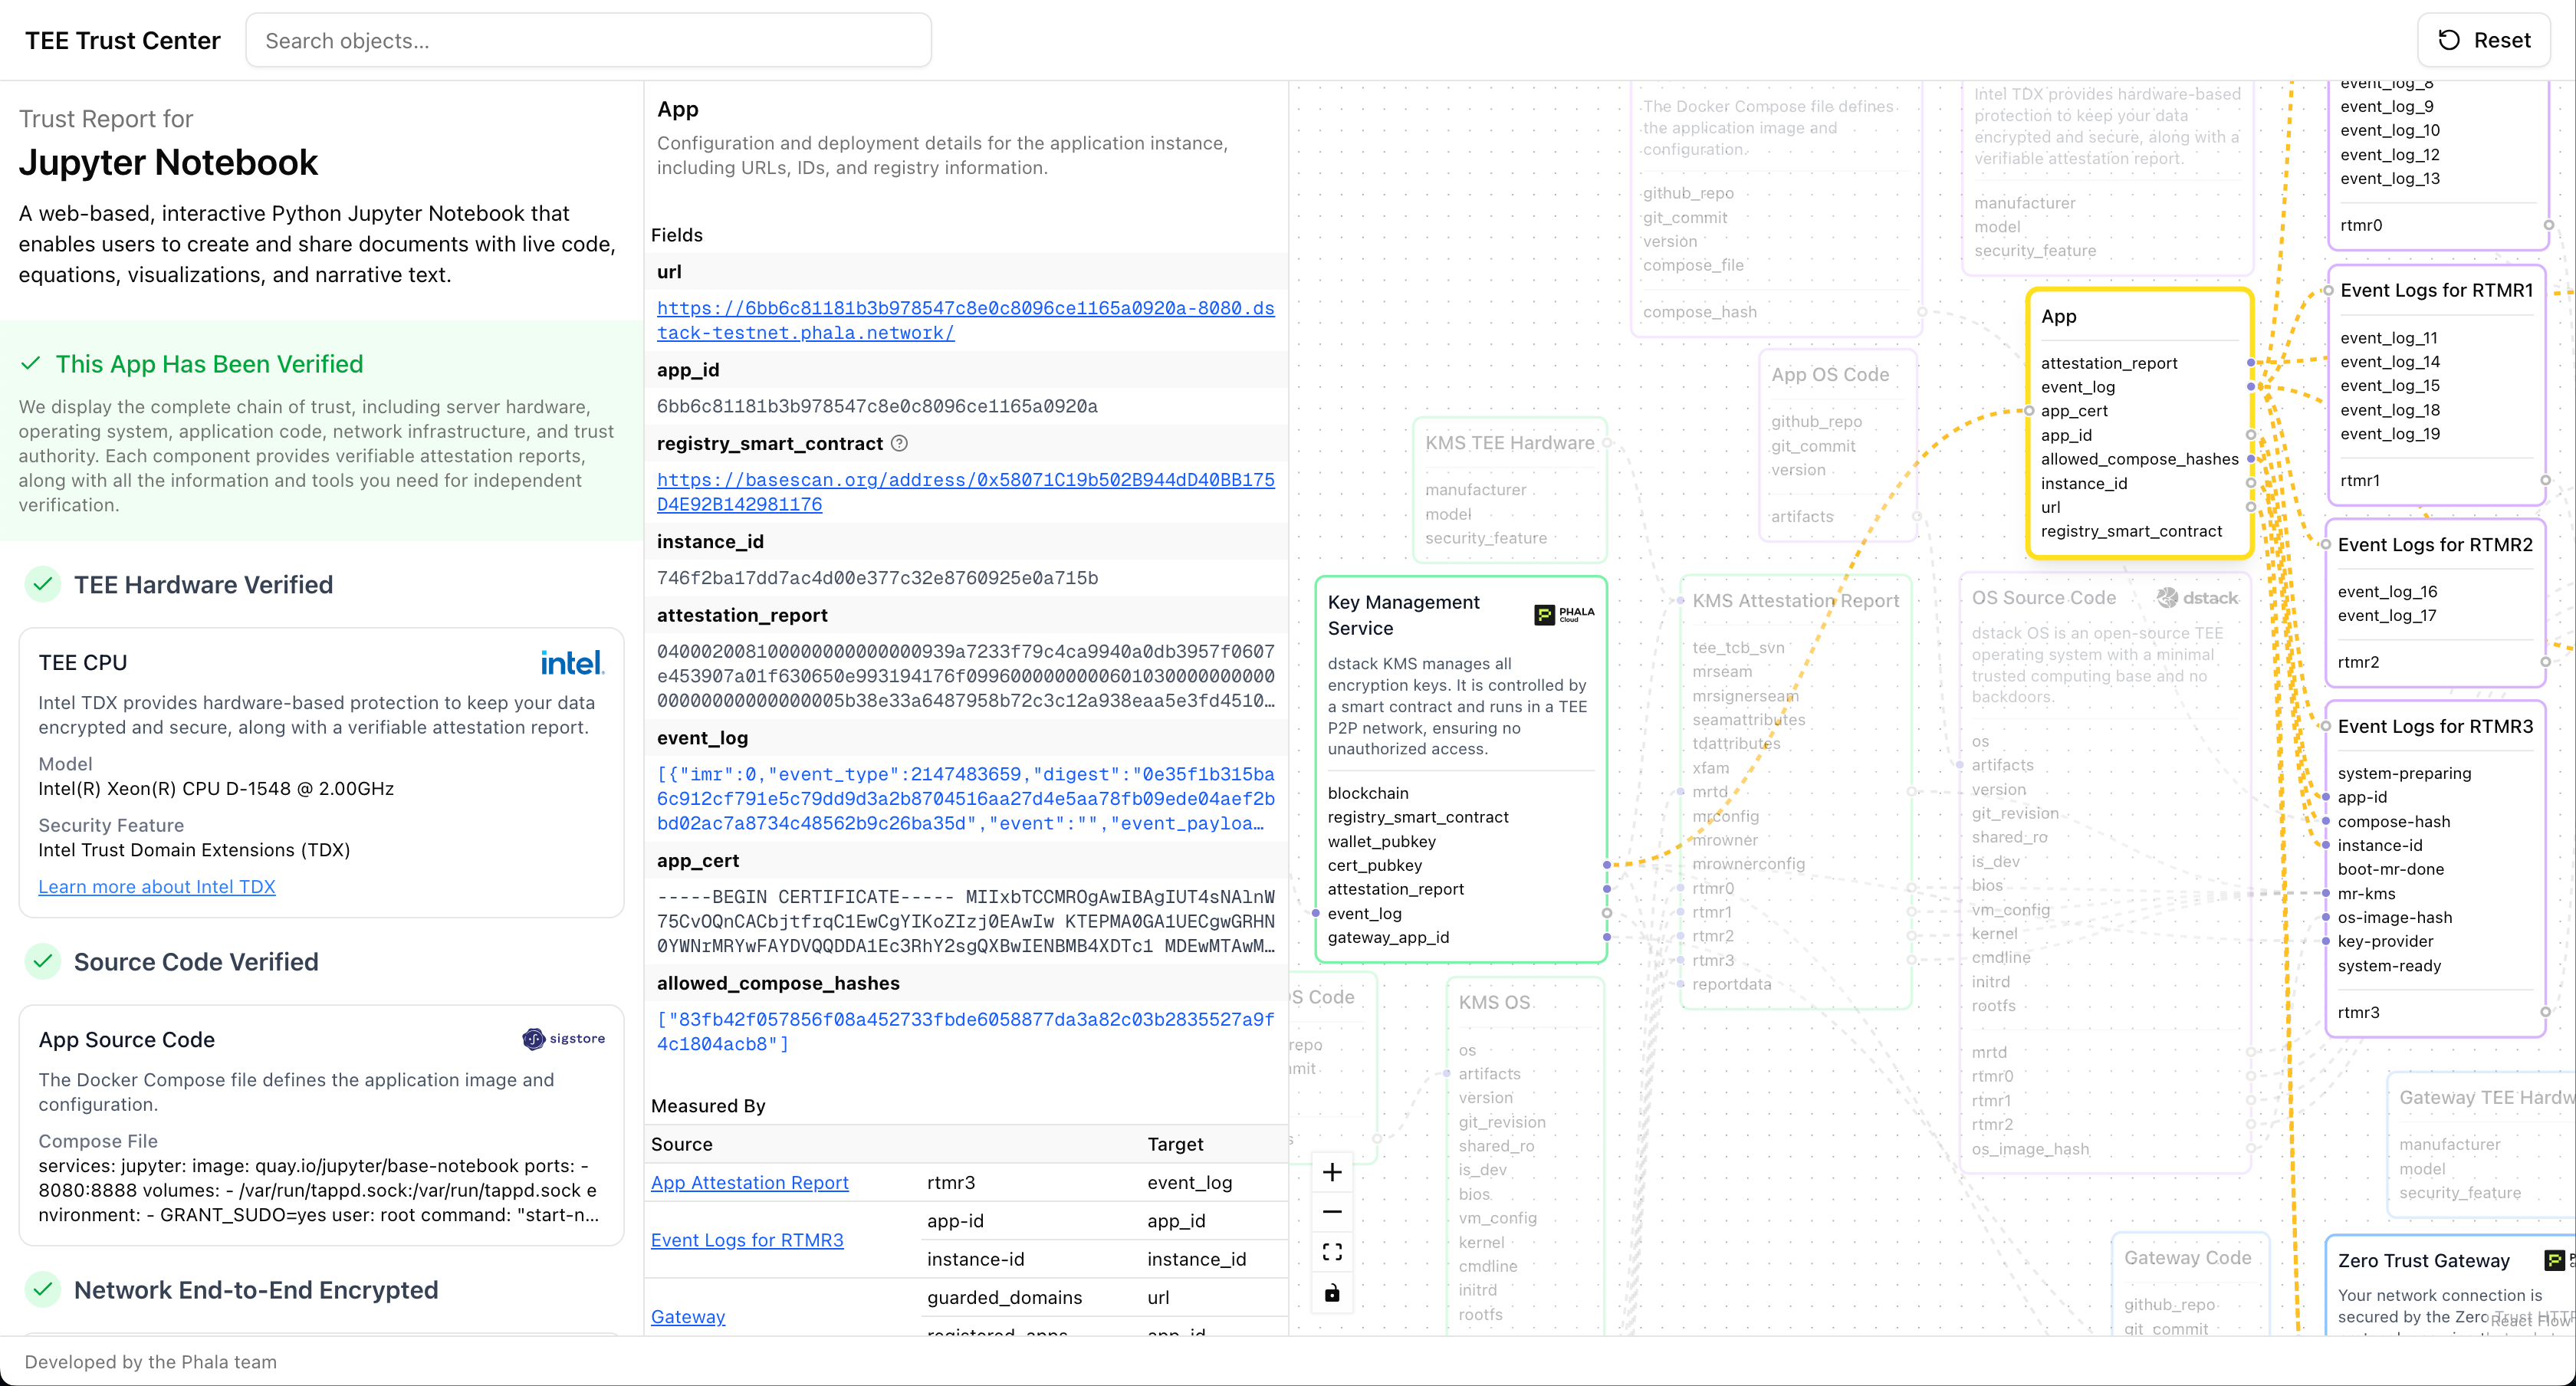 TEE Trust Center
Search objects...
Reset
Trust Report for
Jupyter Notebook
A web-based, interactive Python Jupyter Notebook that
enables users to create and share documents with live code,
equations, visualizations, and narrative text.
This App Has Been Verified
We display the complete chain of trust, including server hardware,
operating system, application code, network infrastructure, and trust
authority. Each component provides verifiable attestation reports,
along with all the information and tools you need for independent
verification.
TEE Hardware Verified
TEE CPU
intel.
Intel TDX provides hardware-based protection to keep your data
encrypted and secure, along with a verifiable attestation report.
Model
Intel(R) Xeon(R) CPU D-1548 @ 2.00GHz
Security Feature
Intel Trust Domain Extensions (TDX)
Learn more about Intel TDX
Source Code Verified
App Source Code
sigstore
The Docker Compose file defines the application image and
configuration.
Compose File
services: jupyter: image: quay.io/jupyter/base-notebook ports: -
8080:8888 volumes: - /var/run/tappd.sock:/var/run/tappd.sock e
nvironment: - GRANT_SUDO=yes user: root command: "start-n...
Network End-to-End Encrypted
Developed by the Phala team
App
Configuration and deployment details for the application instance,
including URLs, IDs, and registry information.
Fields
url
https://6bb6c81181b3b978547c8e0c8096ce1165a0920a-8080.ds
tack-testnet.phala.network/
app_id
6bb6c81181b3b978547c8e0c8096ce1165a0920a
registry_smart_contract
https://basescan.org/address/0x58071C19b502B944dD40BB175
D4E92B142981176
instance_id
746f2ba17dd7ac4d00e377c32e8760925e0a715b
attestation_report
040002008100000000000000939a7233f79c4ca9940a0db3957f0607
e453907a01f630650e993194176f0996000000000601030000000000
0000000000000000005b38e33a6487958b72c3c12a938eaa5e3fd4510…
event_log
[{"imr":0,"event_type":2147483659,"digest":"0e35f1b315ba
6c912cf791e5c79dd9d3a2b8704516aa27d4e5aa78fb09ede04aef2b
bd02ac7a8734c48562b9c26ba35d","event":"","event_payloa…
app_cert
-----BEGIN CERTIFICATE----- MIIxbTCCMROgAwIBAgIUT4sNAlnW
75CvOQnCACbjtfrqC1EwCgYIKoZIzj0EAwIw KTEPMA0GA1UECgwGRHN
0YWNrMRYwFAYDVQQDDA1Ec3RhY2sgQXBwIENBMB4XDTc1 MDEwMTAwM…
allowed_compose_hashes
["83fb42f057856f08a452733fbde6058877da3a82c03b2835527a9f
4c1804acb8"]
Measured By
Source
Target
App Attestation Report
rtmr3
event_log
Event Logs for RTMR3
app-id
app_id
instance-id
instance_id
Gateway
guarded_domains
url
registered_apps
app_id
The Docker Compose file defines
the application image and
configuration.
github_repo
git_commit
version
compose_file
compose_hash
Intel TDX provides hardware-based
protection to keep your data
encrypted and secure, along with a
verifiable attestation report.
manufacturer
model
security_feature
event_log_8
event_log_9
event_log_10
event_log_12
event_log_13
rtmr0
App
attestation_report
event_log
app_cert
app_id
allowed_compose_hashes
instance_id
url
registry_smart_contract
Event Logs for RTMR1
event_log_11
event_log_14
event_log_15
event_log_18
event_log_19
rtmr1
App OS Code
github_repo
git_commit
version
artifacts
KMS TEE Hardware
manufacturer
model
security_feature
Event Logs for RTMR2
event_log_16
event_log_17
rtmr2
Key Management
Service
PHALA
Cloud
dstack KMS manages all
encryption keys. It is controlled by
a smart contract and runs in a TEE
P2P network, ensuring no
unauthorized access.
blockchain
registry_smart_contract
wallet_pubkey
cert_pubkey
attestation_report
event_log
gateway_app_id
KMS Attestation Report
tee_tcb_svn
mrseam
mrsignerseam
seamattributes
tdattributes
xfam
mrtd
mrconfig
mrowner
mrownerconfig
rtmr0
rtmr1
rtmr2
rtmr3
reportdata
OS Source Code
dstack
dstack OS is an open-source TEE
operating system with a minimal
trusted computing base and no
backdoors.
os
artifacts
version
git_revision
shared_ro
is_dev
bios
vm_config
kernel
cmdline
initrd
rootfs
mrtd
rtmr0
rtmr1
rtmr2
os_image_hash
Event Logs for RTMR3
system-preparing
app-id
compose-hash
instance-id
boot-mr-done
mr-kms
os-image-hash
key-provider
system-ready
rtmr3
S Code
repo
mit
s
KMS OS
os
artifacts
version
git_revision
shared_ro
is_dev
bios
vm_config
kernel
cmdline
initrd
rootfs
Gateway TEE Hardw
manufacturer
model
security_feature
Gateway Code
github_repo
git_commit
Zero Trust Gateway
Your network connection is
secured by the Zero Trust HTTP
React Flow